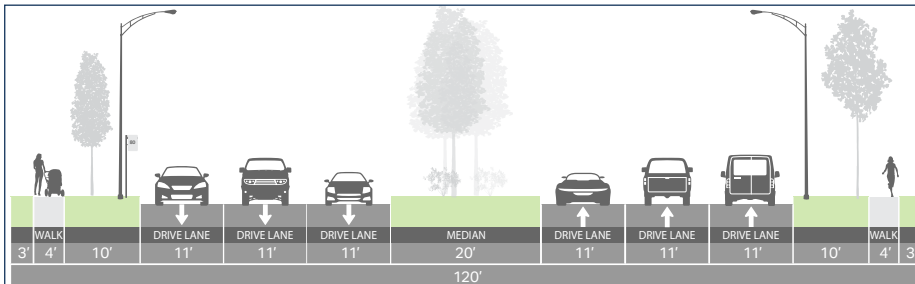 WALK DRIVE LANE DRIVE LANE DRIVE LANE MEDIAN DRIVE LANE DRIVE LANE DRIVE LANE WALK
3' 4' 10' 11' 11' 11' 20' 11' 11' 11' 10' 4' 3'
120'